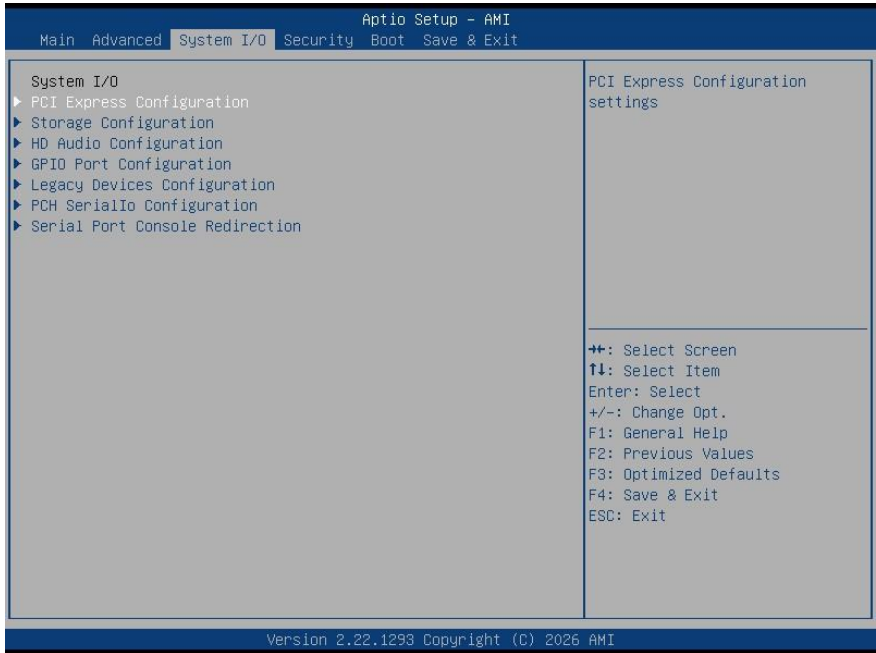 Aptio Setup - AMI
Main Advanced System I/O Security Boot Save & Exit
System I/O
PCI Express Configuration
Storage Configuration
HD Audio Configuration
GPIO Port Configuration
Legacy Devices Configuration
PCH SerialIo Configuration
Serial Port Console Redirection
PCI Express Configuration
settings
→←: Select Screen
↑↓: Select Item
Enter: Select
+/-: Change Opt.
F1: General Help
F2: Previous Values
F3: Optimized Defaults
F4: Save & Exit
ESC: Exit
Version 2.22.1293 Copyright (C) 2026 AMI